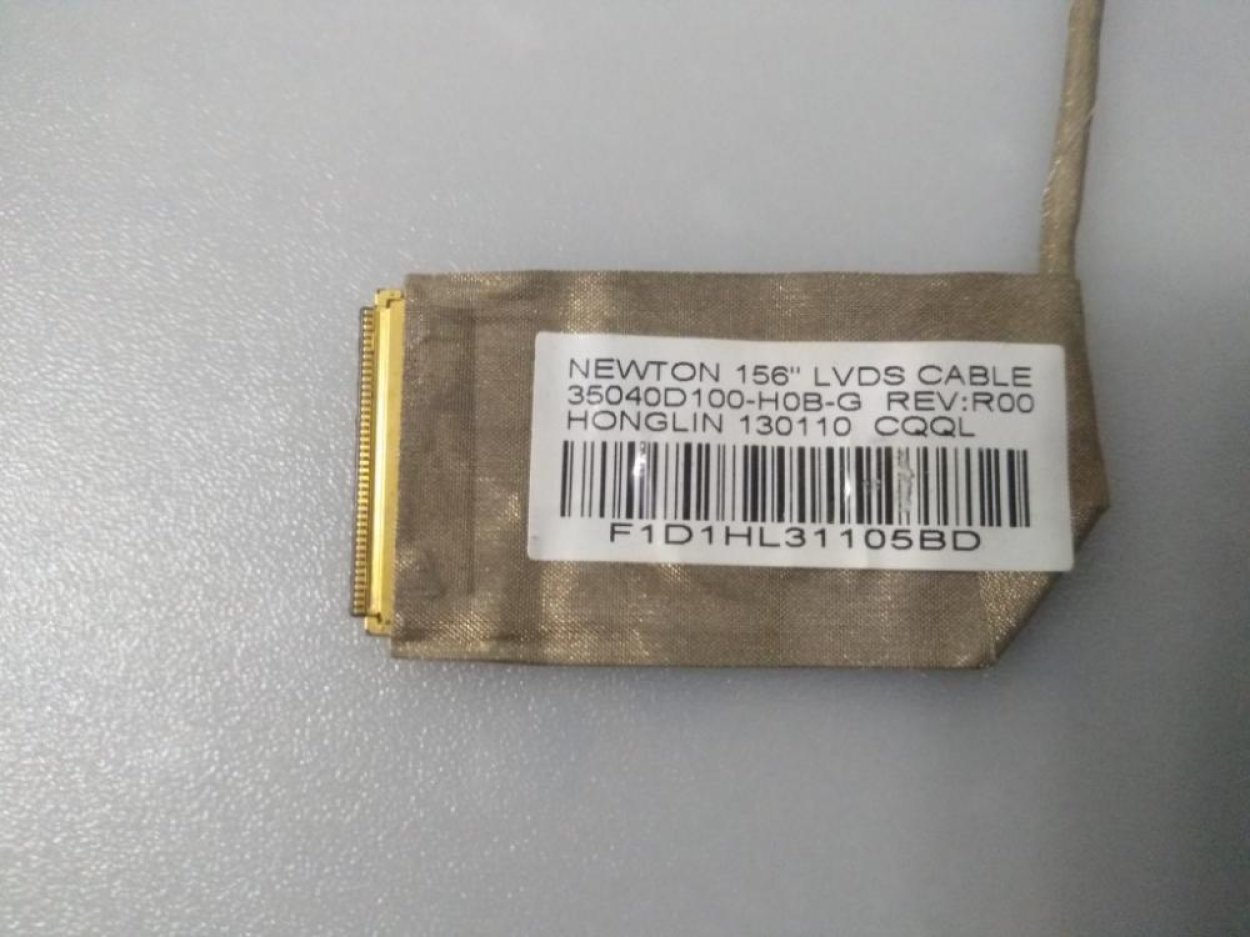 NEWTON 156" LVDS CABLE
35040D100-H0B-G REV:R00
HONGLIN 130110 CQQL
F1D1HL31105BD